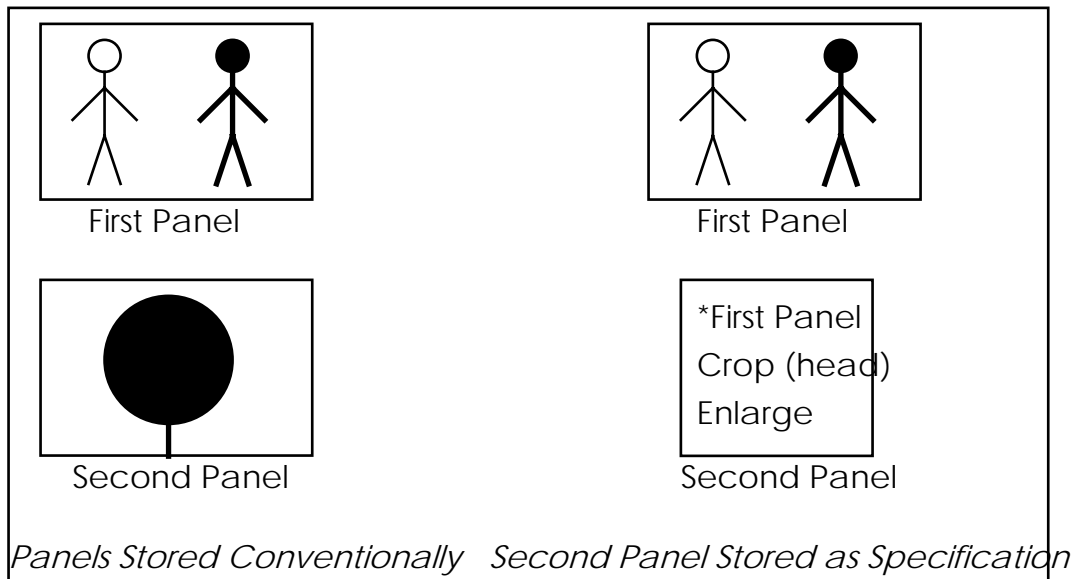 First Panel
First Panel
*First Panel
Crop (head)
Enlarge
Second Panel
Second Panel
Panels Stored Conventionally
Second Panel Stored as Specification